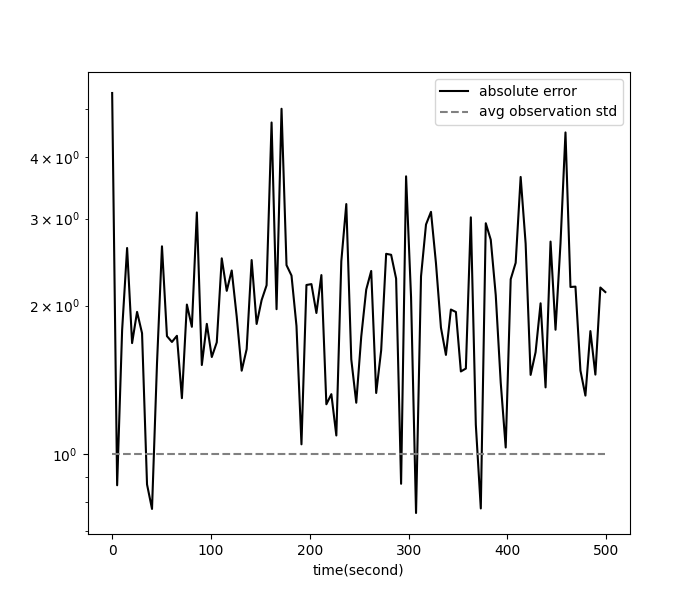 absolute error
avg observation std
4 × 10⁰
3 × 10⁰
2 × 10⁰
10⁰
0 100 200 300 400 500
time(second)